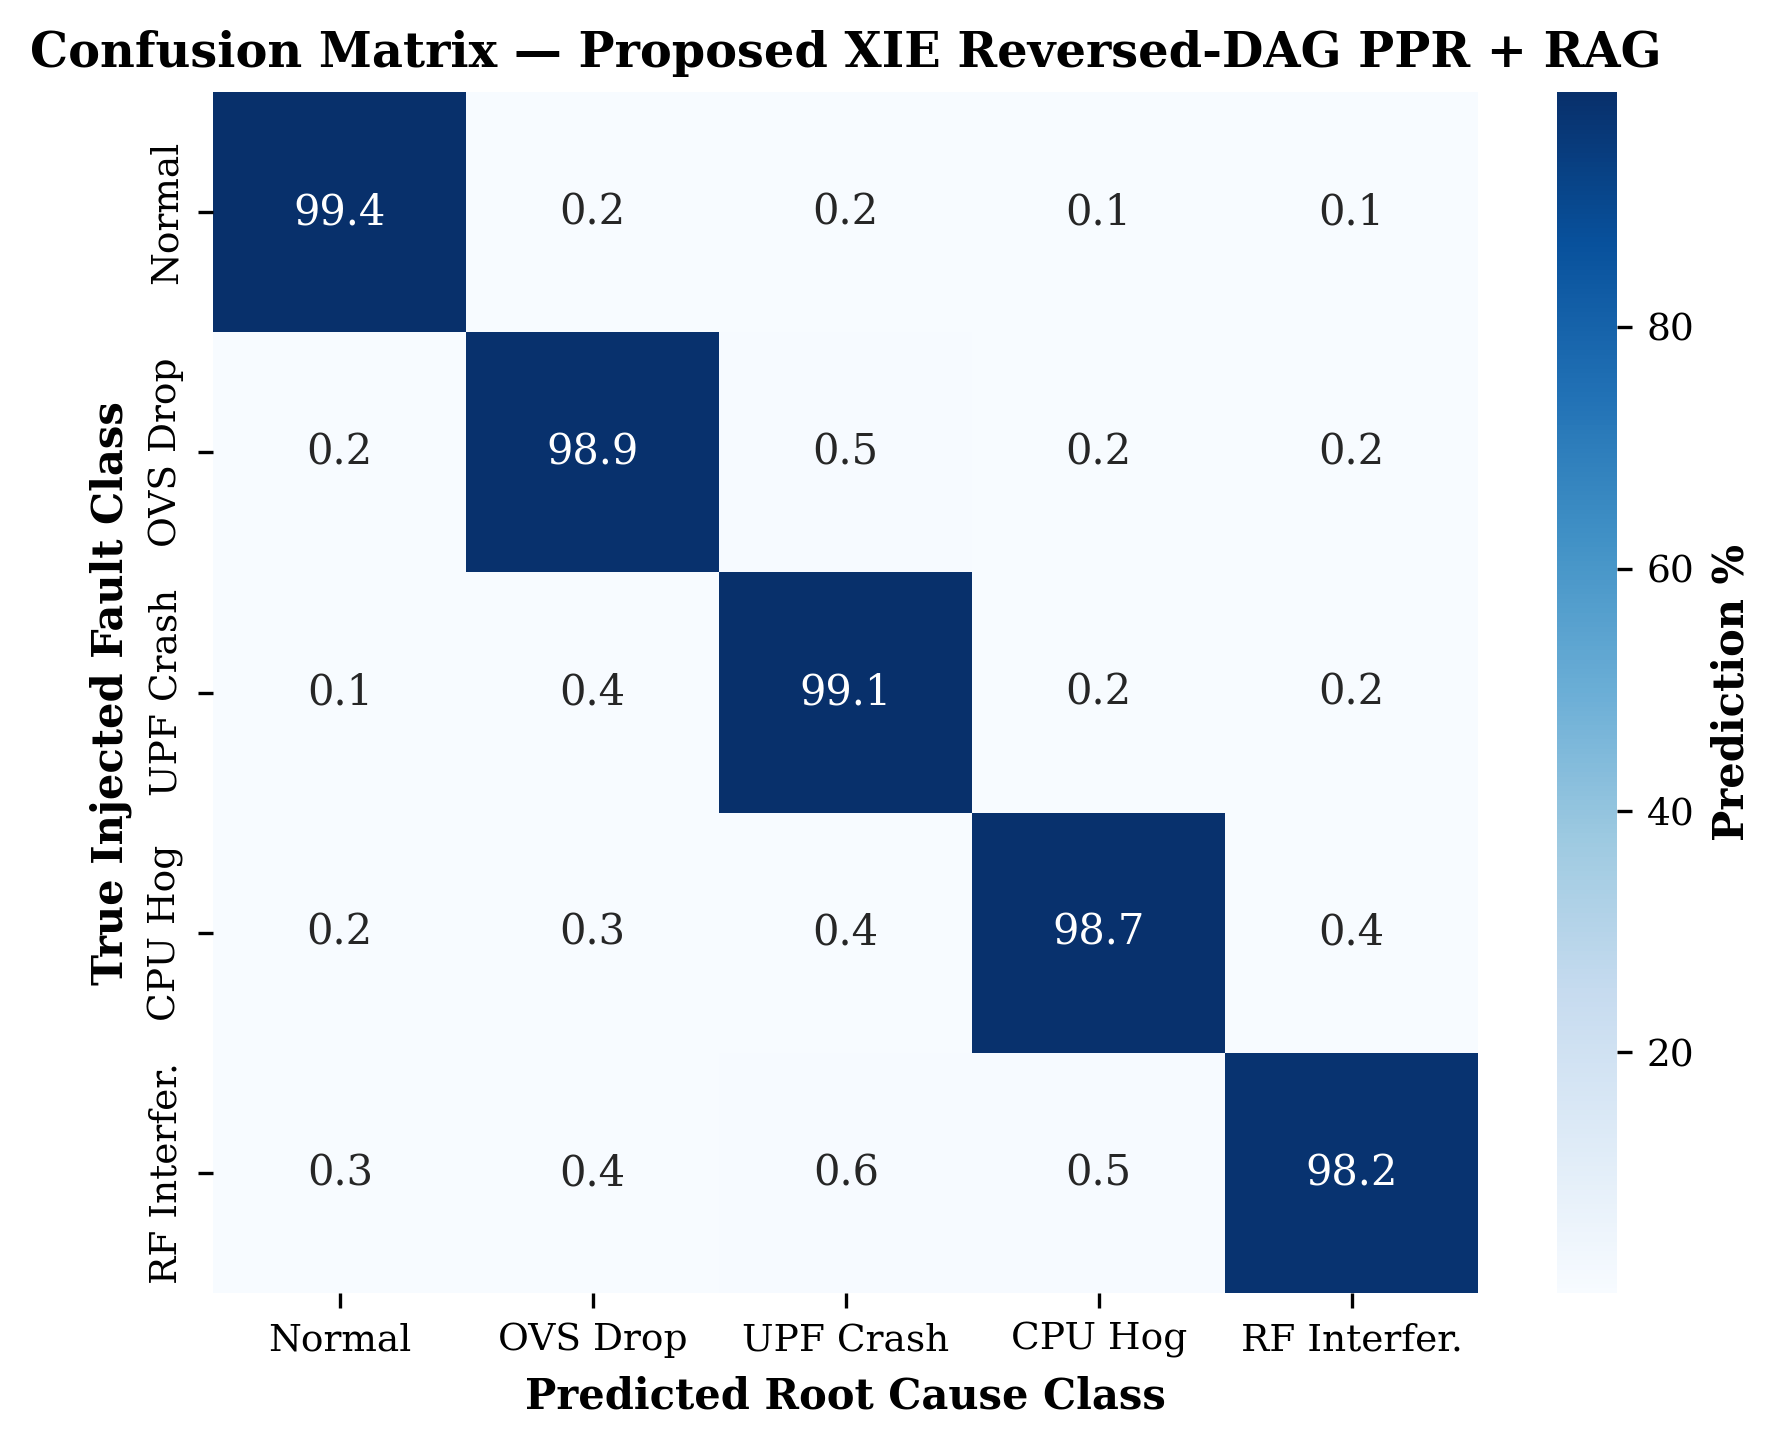 Confusion Matrix — Proposed XIE Reversed-DAG PPR + RAG
True Injected Fault Class
Normal 99.4 0.2 0.2 0.1 0.1
OVS Drop 0.2 98.9 0.5 0.2 0.2
UPF Crash 0.1 0.4 99.1 0.2 0.2
CPU Hog 0.2 0.3 0.4 98.7 0.4
RF Interfer. 0.3 0.4 0.6 0.5 98.2
Normal OVS Drop UPF Crash CPU Hog RF Interfer.
Predicted Root Cause Class
80
60
40
20
Prediction %